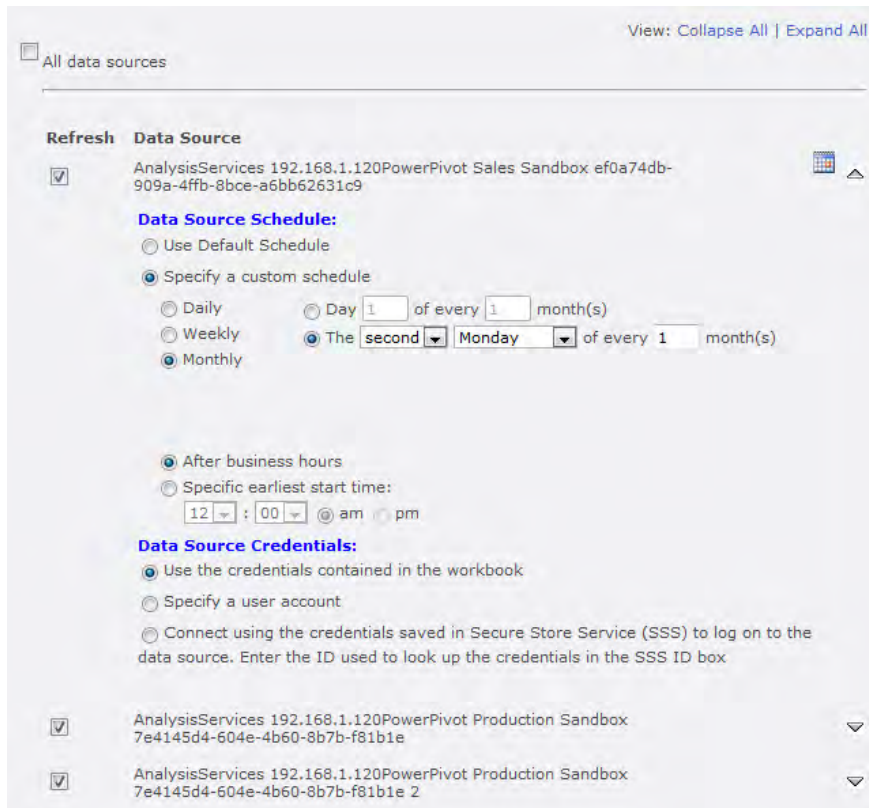 View: Collapse All | Expand All
All data sources
Refresh Data Source
AnalysisServices 192.168.1.120PowerPivot Sales Sandbox ef0a74db-
909a-4ffb-8bce-a6bb62631c9
Data Source Schedule:
Use Default Schedule
Specify a custom schedule
Daily
Day 1 of every 1 month(s)
Weekly
The second Monday of every 1 month(s)
Monthly
After business hours
Specific earliest start time:
12 : 00 am pm
Data Source Credentials:
Use the credentials contained in the workbook
Specify a user account
Connect using the credentials saved in Secure Store Service (SSS) to log on to the
data source. Enter the ID used to look up the credentials in the SSS ID box
AnalysisServices 192.168.1.120PowerPivot Production Sandbox
7e4145d4-604e-4b60-8b7b-f81b1e
AnalysisServices 192.168.1.120PowerPivot Production Sandbox
7e4145d4-604e-4b60-8b7b-f81b1e 2